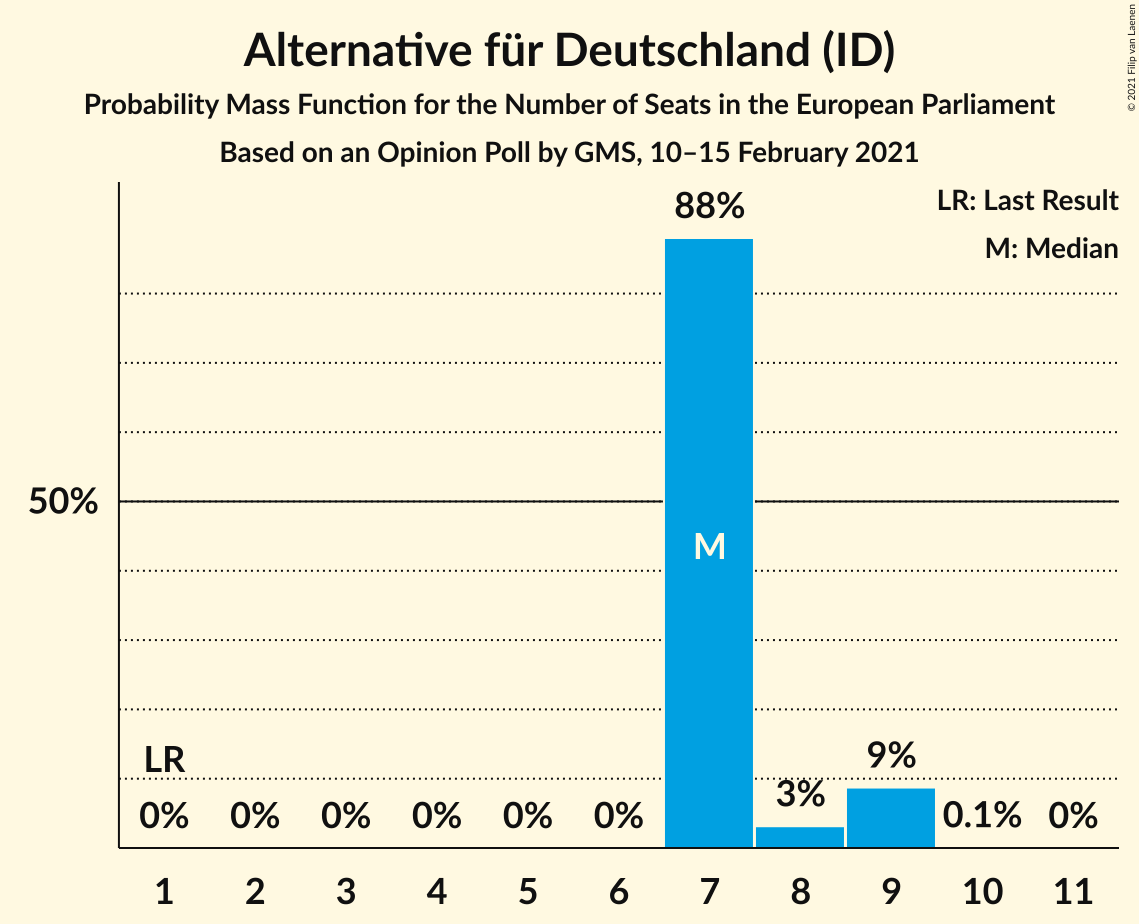 © 2021 Filip van Laenen
Alternative für Deutschland (ID)
Probability Mass Function for the Number of Seats in the European Parliament
Based on an Opinion Poll by GMS, 10–15 February 2021
LR: Last Result
M: Median
88%
50%
M
LR
9%
3%
0% 0% 0% 0% 0% 0% 0.1% 0%
1 2 3 4 5 6 7 8 9 10 11